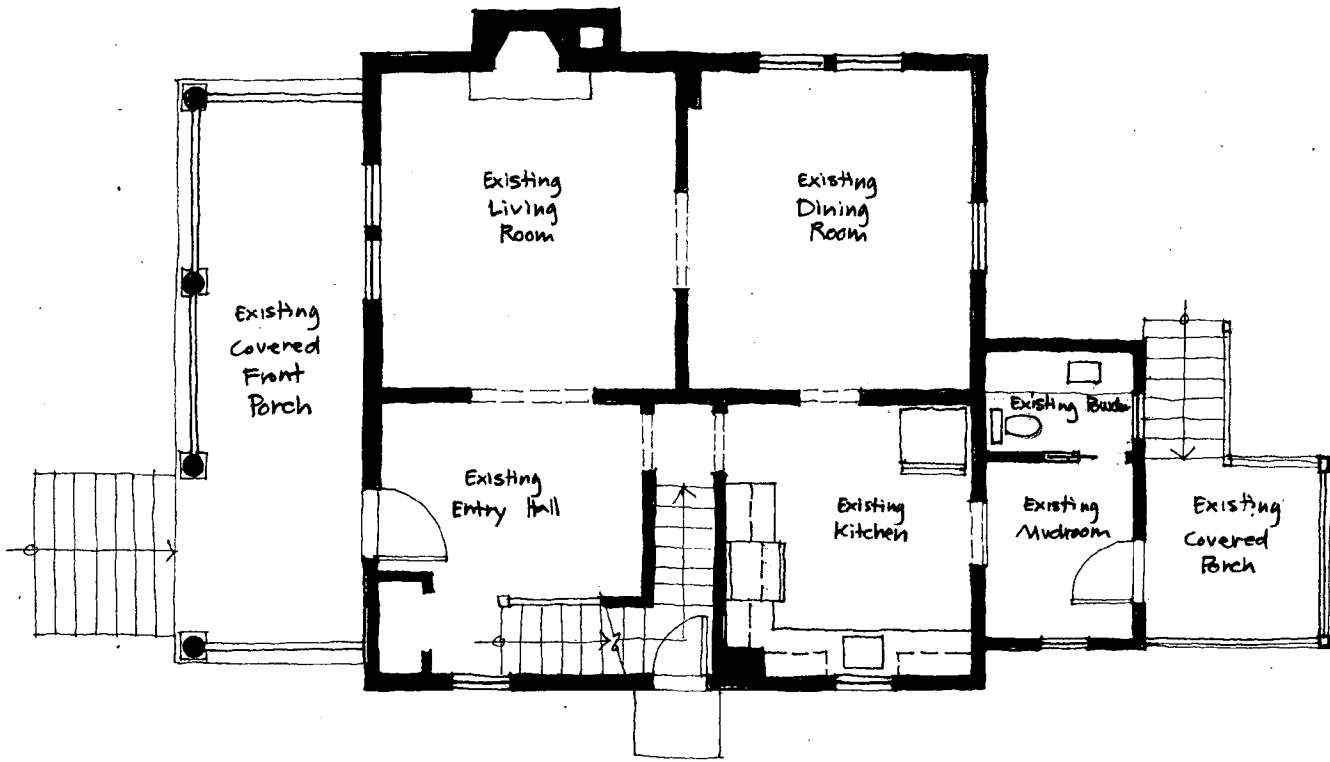 Existing
Living
Room
Existing
Dining
Room
Existing
Covered
Front
Porch
Existing
Entry Hall
Existing
Kitchen
Existing
Existing
Mudroom
Existing
Covered
Porch